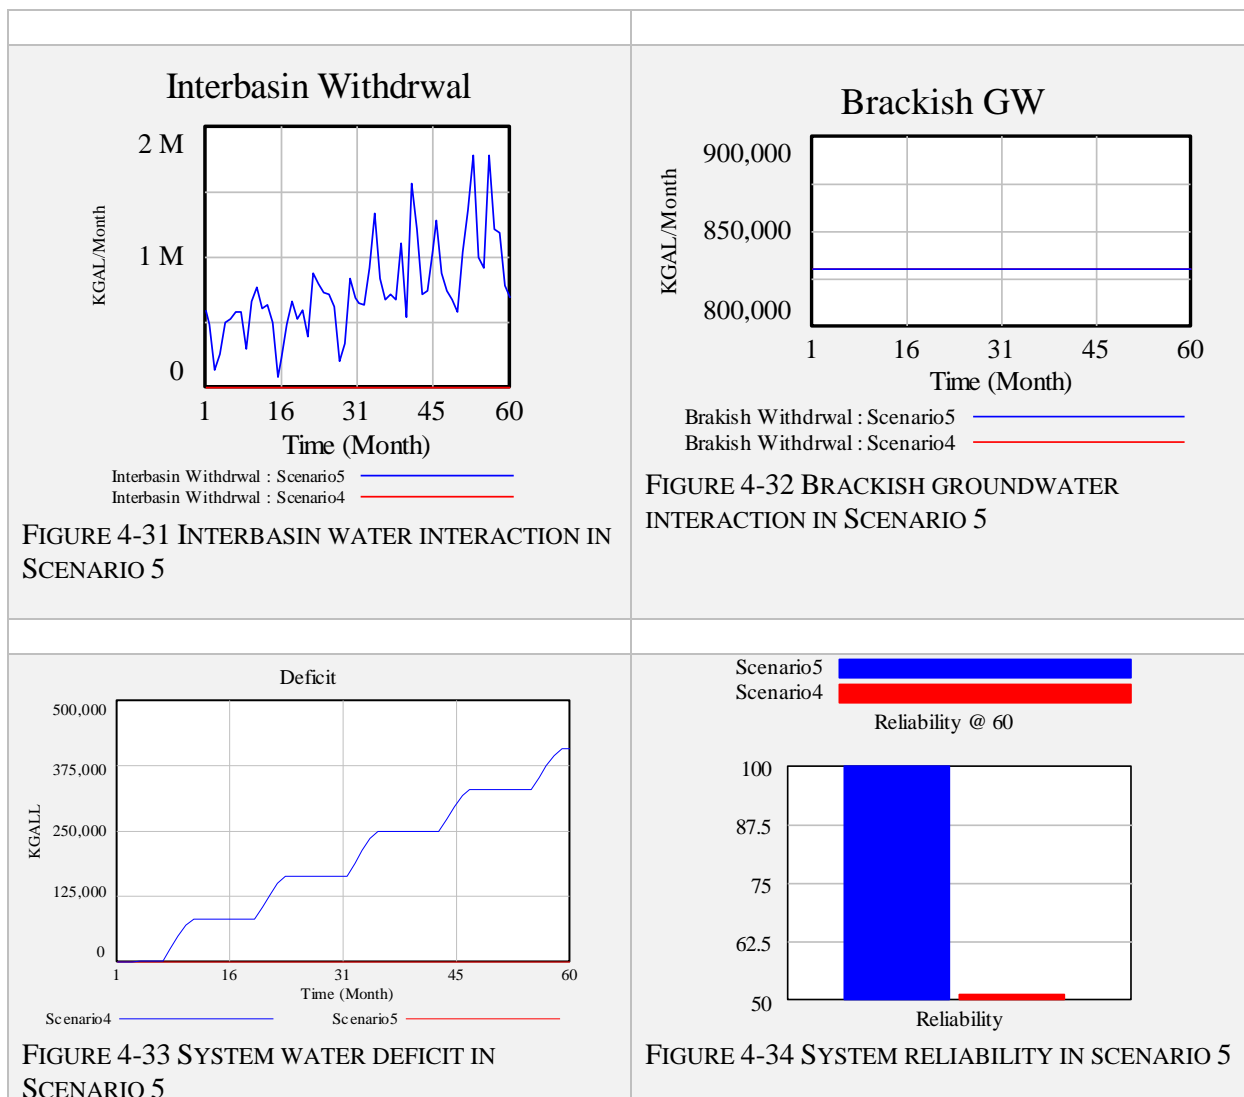 Interbasin Withdrwal
KGAL/Month
2 M
1 M
0
1 16 31 45 60
Time (Month)
Interbasin Withdrwal : Scenario5
Interbasin Withdrwal : Scenario4
FIGURE 4-31 INTERBASIN WATER INTERACTION IN
SCENARIO 5
Brackish GW
KGAL/Month
900,000
850,000
800,000
1 16 31 45 60
Time (Month)
Brakish Withdrwal : Scenario5
Brakish Withdrwal : Scenario4
FIGURE 4-32 BRACKISH GROUNDWATER
INTERACTION IN SCENARIO 5
Deficit
KGALL
500,000
375,000
250,000
125,000
0
1 16 31 45 60
Time (Month)
Scenario4 Scenario5
FIGURE 4-33 SYSTEM WATER DEFICIT IN
SCENARIO 5
Scenario5
Scenario4
Reliability @ 60
100
87.5
75
62.5
50
Reliability
FIGURE 4-34 SYSTEM RELIABILITY IN SCENARIO 5